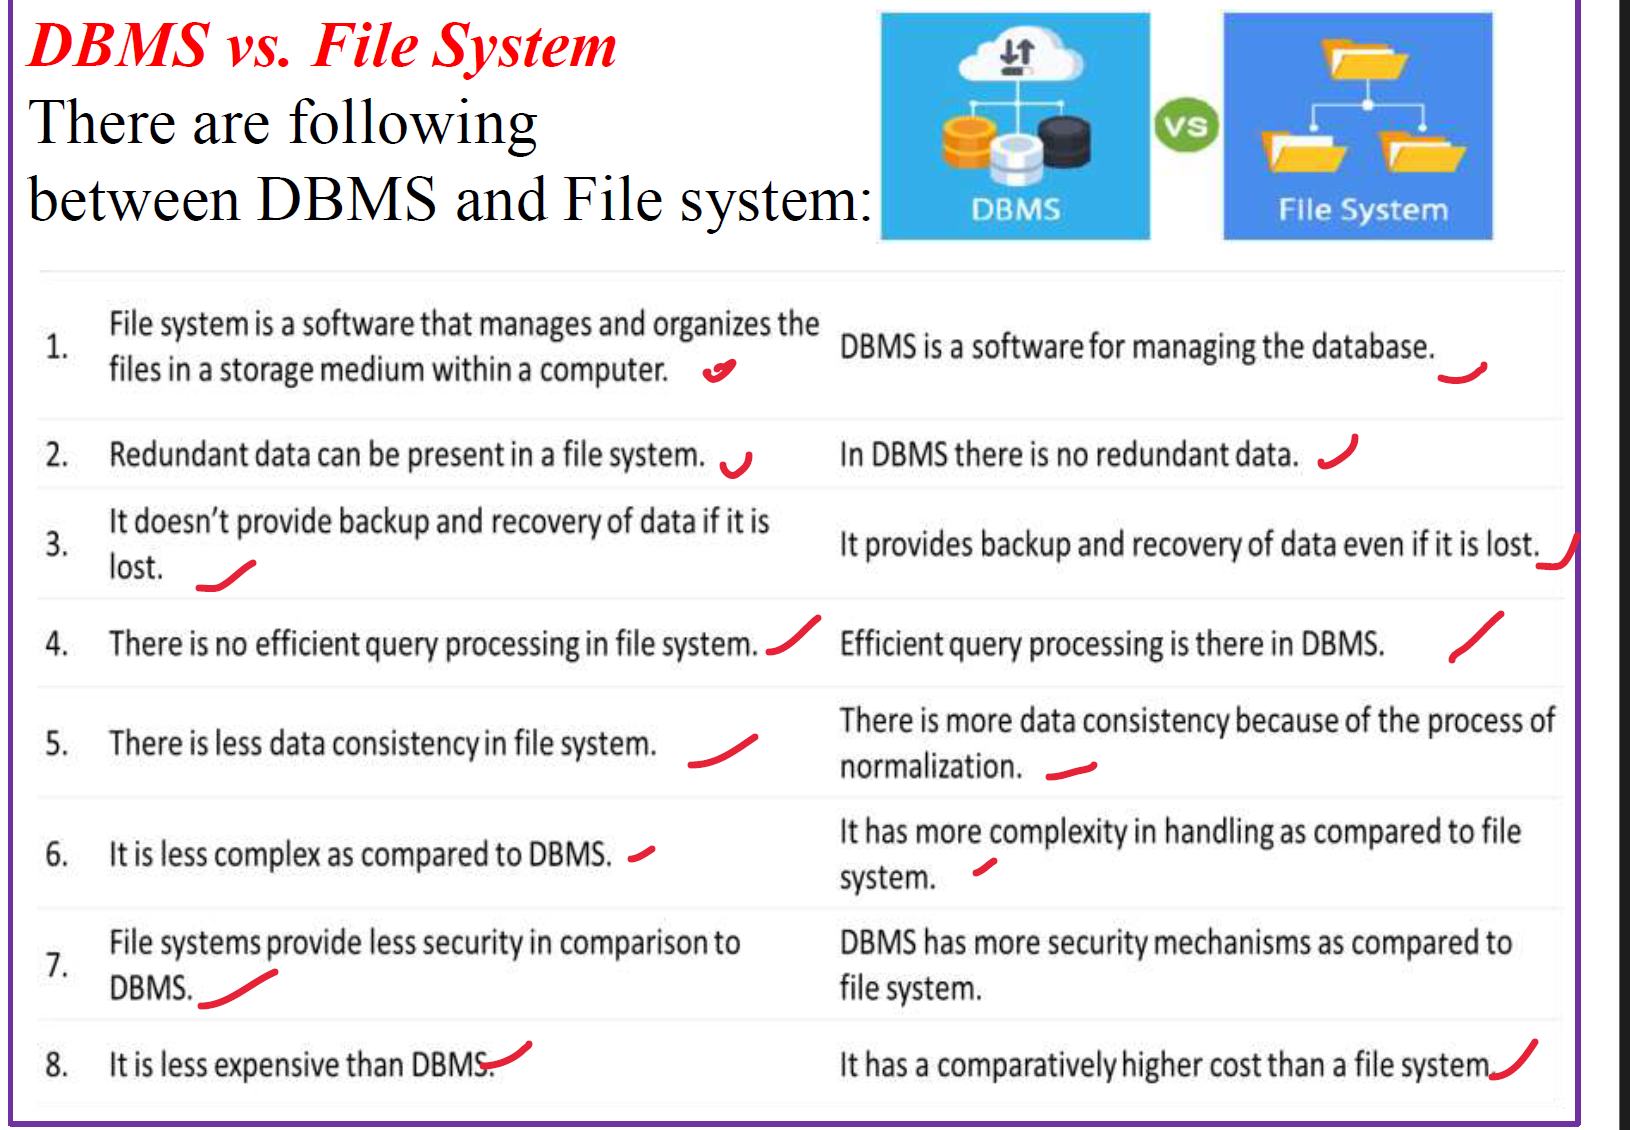 DBMS vs. File System
There are following
between DBMS and File system:
DBMS
vs
File System
1.
File system is a software that manages and organizes the
files in a storage medium within a computer.
DBMS is a software for managing the database.
2.
Redundant data can be present in a file system.
In DBMS there is no redundant data.
3.
It doesn’t provide backup and recovery of data if it is
lost.
It provides backup and recovery of data even if it is lost.
4.
There is no efficient query processing in file system.
Efficient query processing is there in DBMS.
5.
There is less data consistency in file system.
There is more data consistency because of the process of
normalization.
6.
It is less complex as compared to DBMS.
It has more complexity in handling as compared to file
system.
7.
File systems provide less security in comparison to
DBMS.
DBMS has more security mechanisms as compared to
file system.
8.
It is less expensive than DBMS.
It has a comparatively higher cost than a file system.